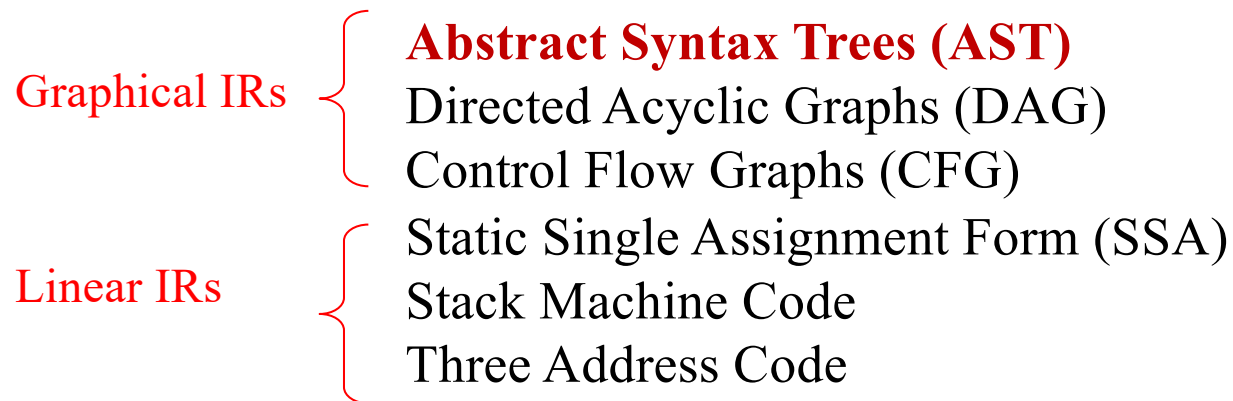 Graphical IRs
Abstract Syntax Trees (AST)
Directed Acyclic Graphs (DAG)
Control Flow Graphs (CFG)
Linear IRs
Static Single Assignment Form (SSA)
Stack Machine Code
Three Address Code